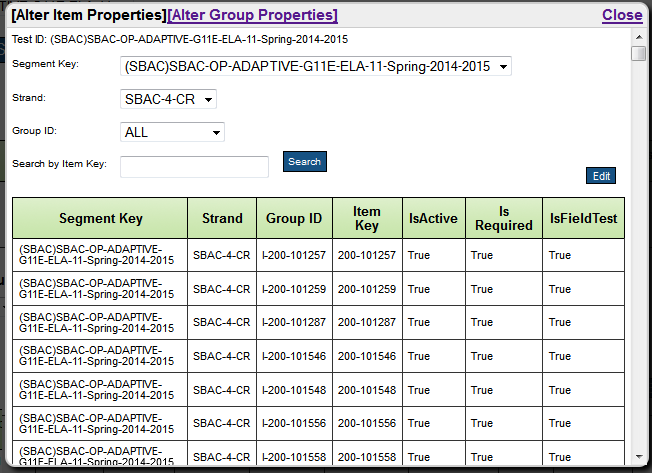 [Alter Item Properties][Alter Group Properties] Close
Test ID: (SBAC)SBAC-OP-ADAPTIVE-G11E-ELA-11-Spring-2014-2015
Segment Key: (SBAC)SBAC-OP-ADAPTIVE-G11E-ELA-11-Spring-2014-2015
Strand: SBAC-4-CR
Group ID: ALL
Search by Item Key: Search
Edit
Segment Key Strand Group ID Item Key IsActive Is Required IsFieldTest
(SBAC)SBAC-OP-ADAPTIVE-
G11E-ELA-11-Spring-2014-2015 SBAC-4-CR I-200-101257 200-101257 True True True
(SBAC)SBAC-OP-ADAPTIVE-
G11E-ELA-11-Spring-2014-2015 SBAC-4-CR I-200-101259 200-101259 True True True
(SBAC)SBAC-OP-ADAPTIVE-
G11E-ELA-11-Spring-2014-2015 SBAC-4-CR I-200-101287 200-101287 True True True
(SBAC)SBAC-OP-ADAPTIVE-
G11E-ELA-11-Spring-2014-2015 SBAC-4-CR I-200-101546 200-101546 True True True
(SBAC)SBAC-OP-ADAPTIVE-
G11E-ELA-11-Spring-2014-2015 SBAC-4-CR I-200-101548 200-101548 True True True
(SBAC)SBAC-OP-ADAPTIVE-
G11E-ELA-11-Spring-2014-2015 SBAC-4-CR I-200-101556 200-101556 True True True
(SBAC)SBAC-OP-ADAPTIVE-
G11E-ELA-11-Spring-2014-2015 SBAC-4-CR I-200-101558 200-101558 True True True